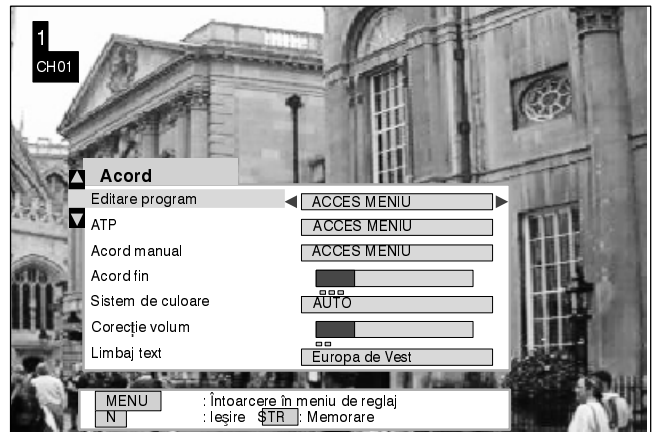 1
CH01
Acord
Editare program ACCES MENIU
ATP ACCES MENIU
Acord manual ACCES MENIU
Acord fin
Sistem de culoare AUTO
Corecție volum
Limbaj text Europa de Vest
MENU : Întoarcere în meniu de reglaj
N : Ieşire STR : Memorare